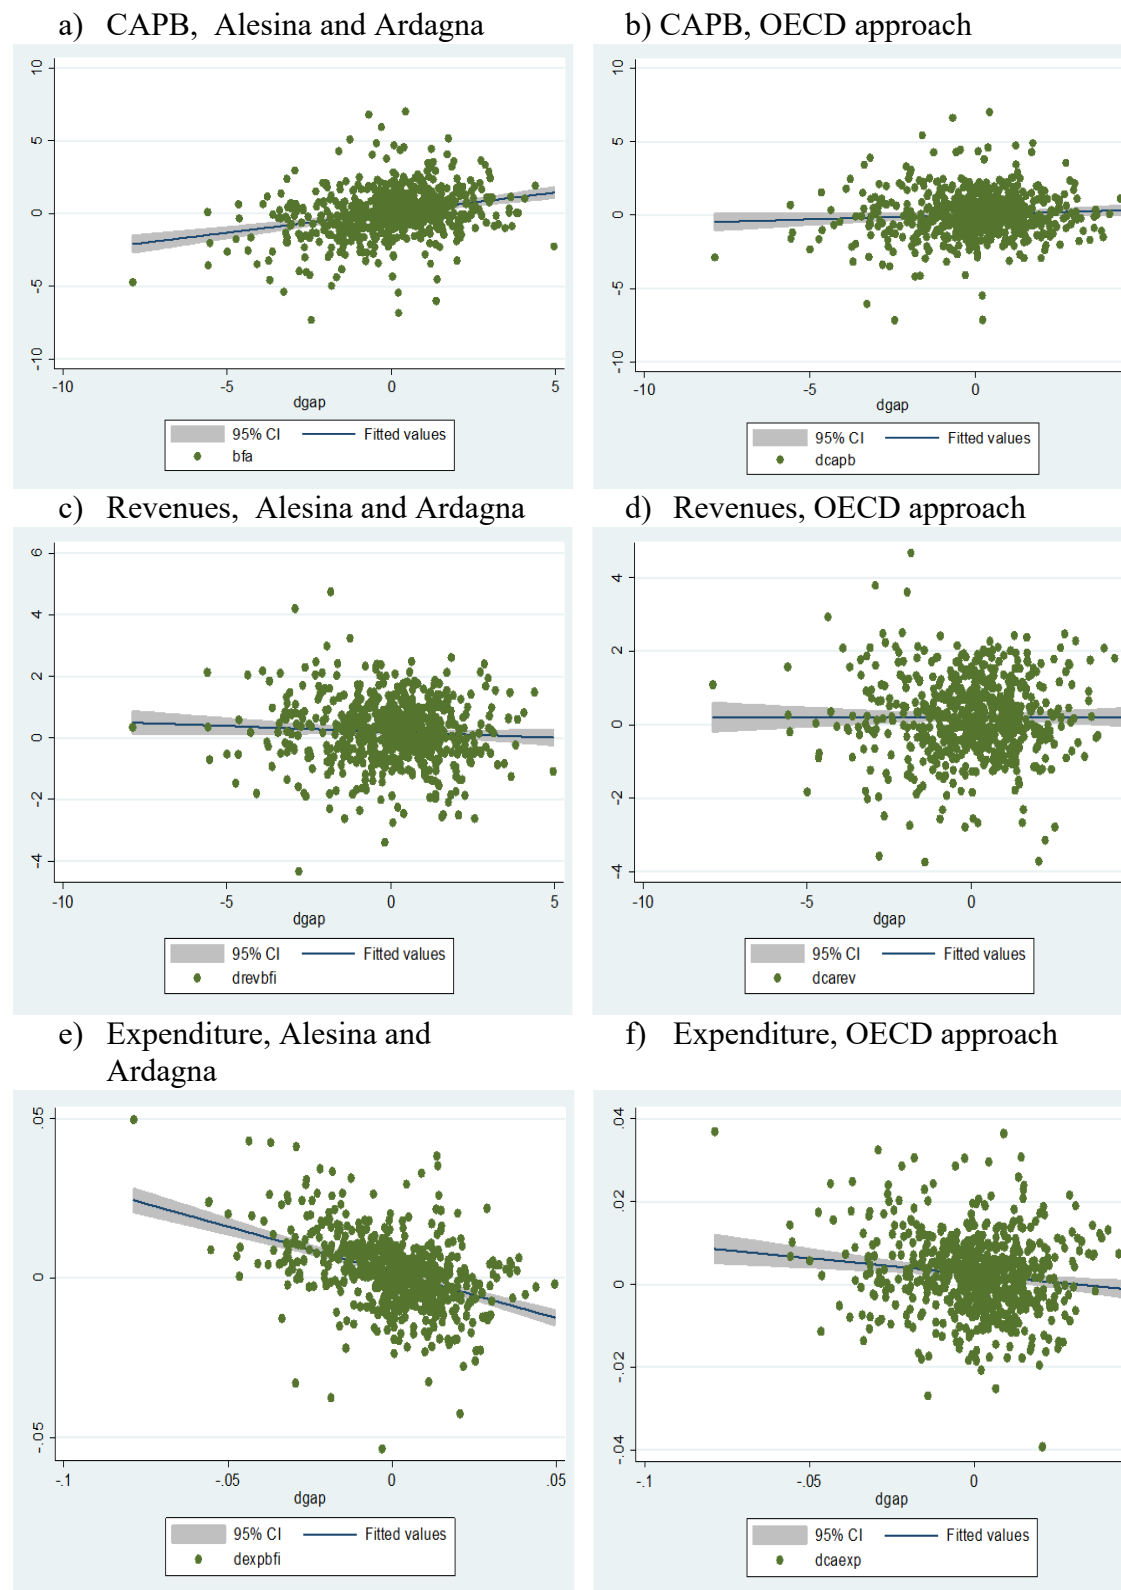 a) CAPB, Alesina and Ardagna
b) CAPB, OECD approach
10
5
0
-5
-10
-10
-5
0
5
dgap
95% CI
Fitted values
bfa
10
5
0
-5
-10
-10
-5
0
dgap
95% CI
Fitted values
dcapb
c) Revenues, Alesina and Ardagna
d) Revenues, OECD approach
6
4
2
0
-2
-4
-10
-5
0
5
dgap
95% CI
Fitted values
drevbfi
4
2
0
-2
-4
-10
-5
0
dgap
95% CI
Fitted values
dcarev
e) Expenditure, Alesina and
Ardagna
f) Expenditure, OECD approach
.05
0
-.05
-.1
-.05
0
.05
dgap
95% CI
Fitted values
dexpbfi
.04
.02
0
-.02
-.04
-.1
-.05
0
dgap
95% CI
Fitted values
dcaexp